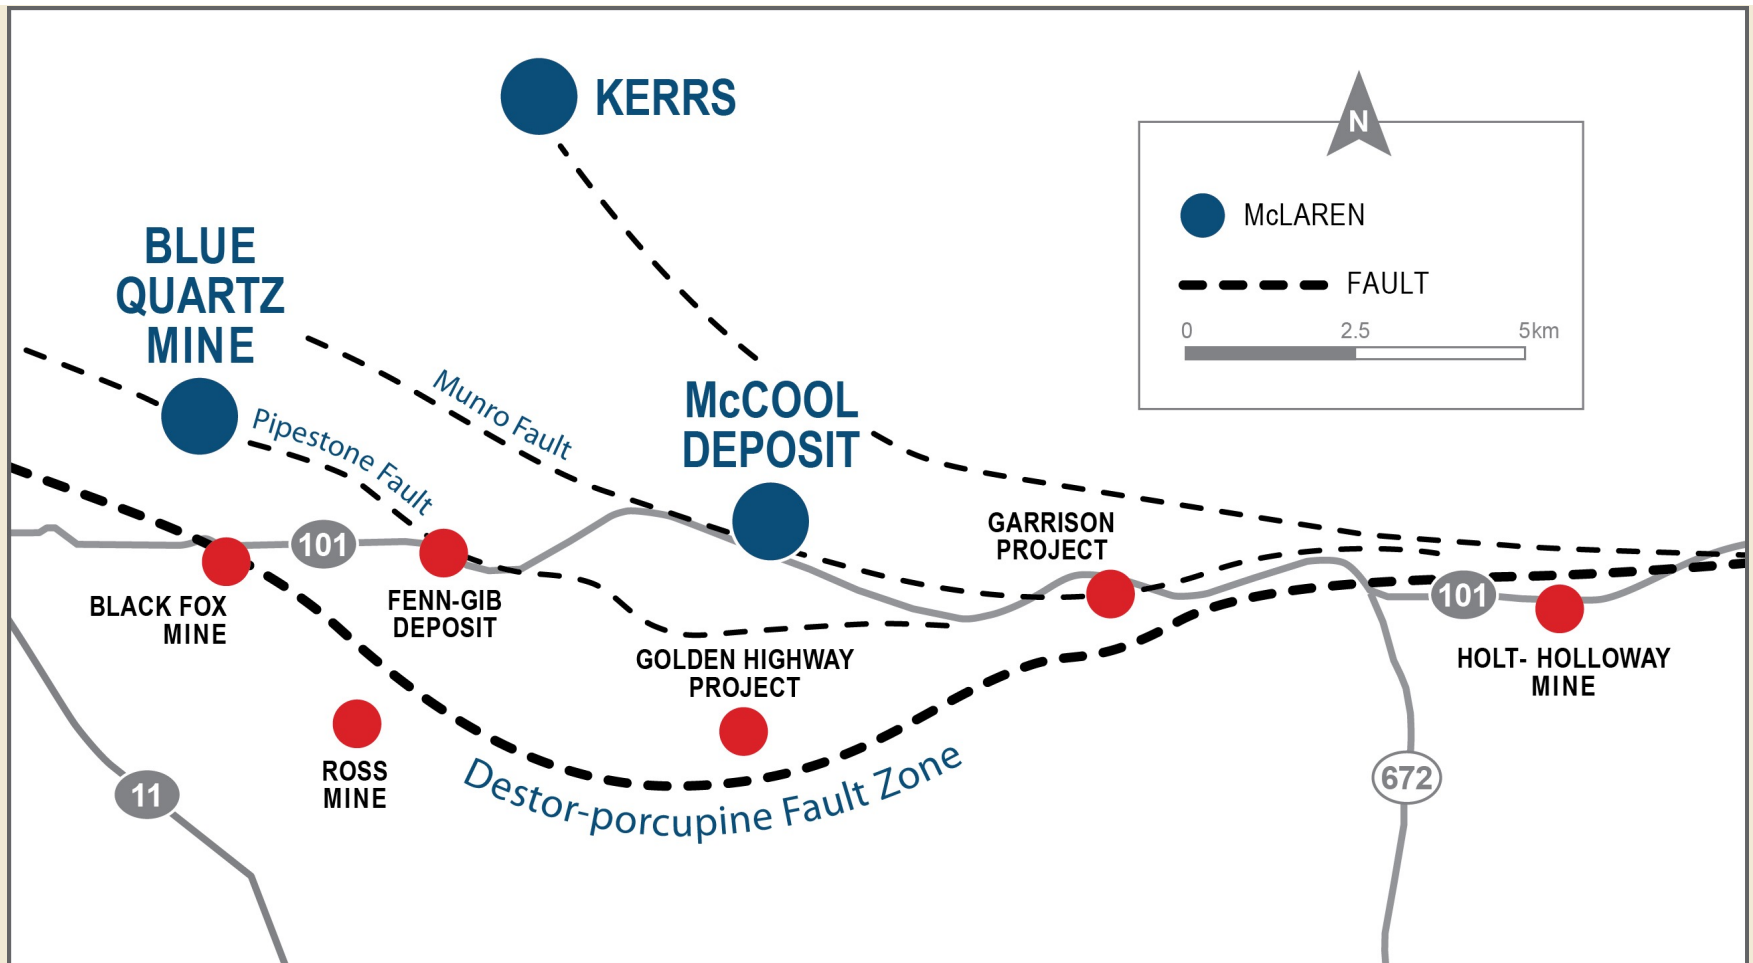 KERRS
N
McLAREN
FAULT
0 2.5 5km
BLUE
QUARTZ
MINE
Munro Fault
Pipestone Fault
McCOOL
DEPOSIT
GARRISON
PROJECT
101
BLACK FOX
MINE
FENN-GIB
DEPOSIT
101
GOLDEN HIGHWAY
PROJECT
HOLT- HOLLOWAY
MINE
ROSS
MINE
11
672
Destor-porcupine Fault Zone